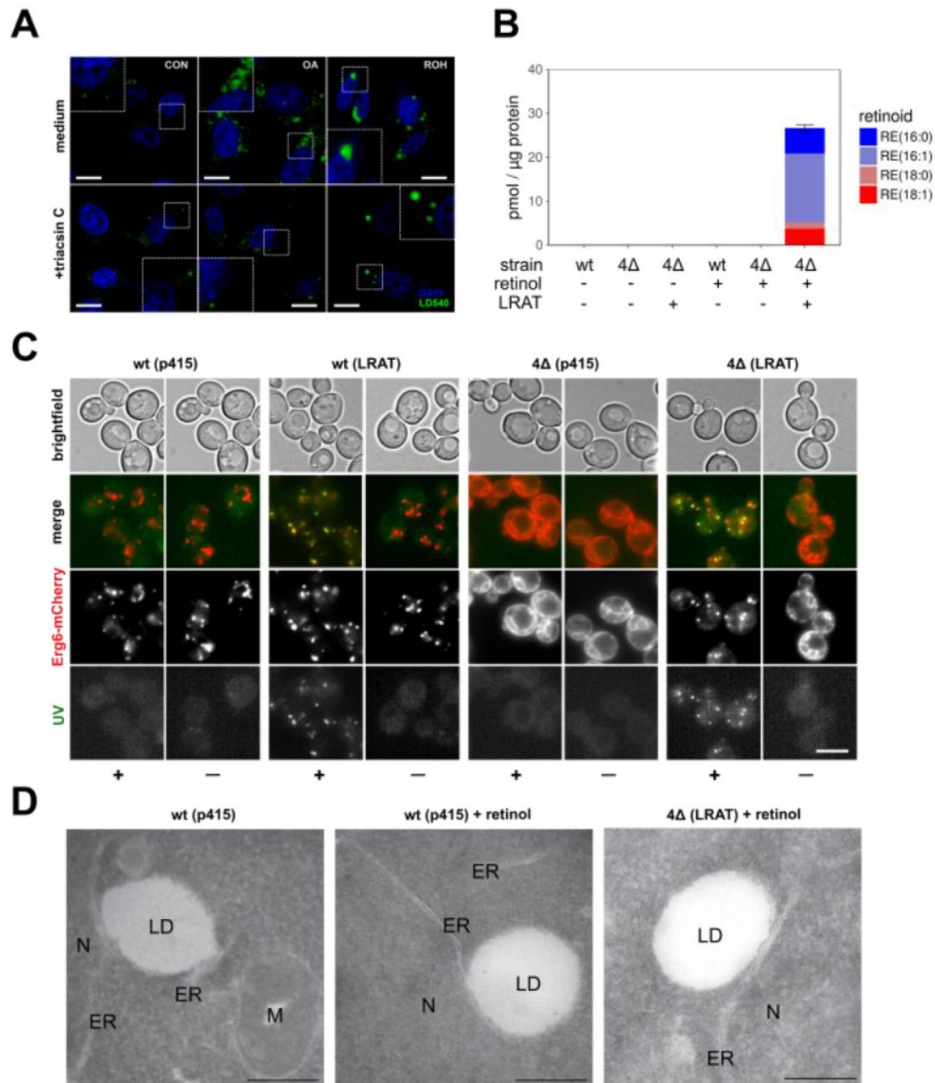 A
CON OA ROH
medium
+triacsin C
DAPI
LD540
B
pmol / µg protein
40
30
20
10
0
retinoid
RE(16:0)
RE(16:1)
RE(18:0)
RE(18:1)
strain wt 4Δ 4Δ wt 4Δ 4Δ
retinol - - - + + +
LRAT - - + - - +
C
wt (p415) wt (LRAT) 4Δ (p415) 4Δ (LRAT)
brightfield
merge
Erg6-mCherry
UV
+ — + — + — + —
D
wt (p415) wt (p415) + retinol 4Δ (LRAT) + retinol
LD N ER ER M
ER ER LD N
LD N ER